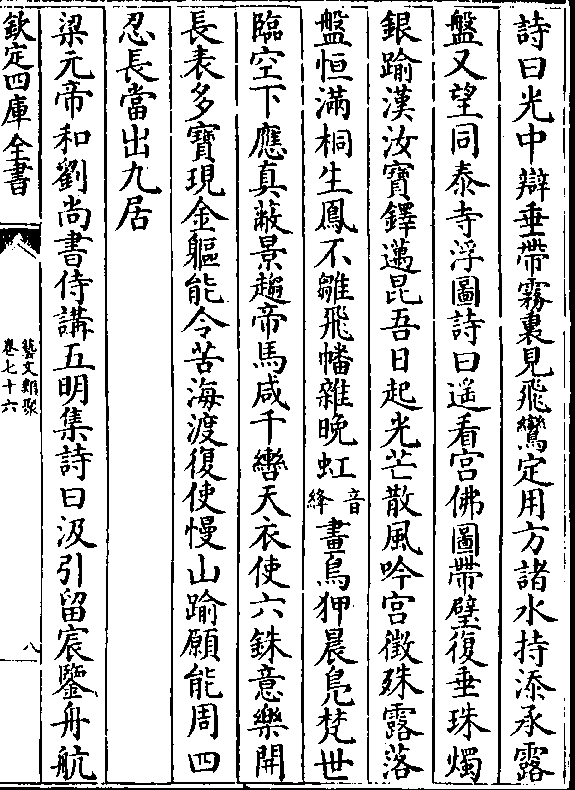 詩曰光中辯垂帶霧裏見飛鸞定用方諸水持添承露
盤又望同泰寺浮圖詩曰遥看宫佛圖帶璧復垂珠燭
銀踰漢汝寶鐸邁昆吾日起光芒散風吟宫徴殊露落
盤恒滿桐生鳳不雛飛幡雜晚虹音絳畫鳥狎晨鳬梵世
臨空下應真蔽景趨帝馬咸千轡天衣使六銖意樂開
長表多寶現金軀能令苦海渡復使慢山踰願能周四
忍長當出九居
梁元帝和劉尚書侍講五明集詩曰汲引留宸鑒舟航
欽定四庫全書
藝文類聚
卷七十六
八